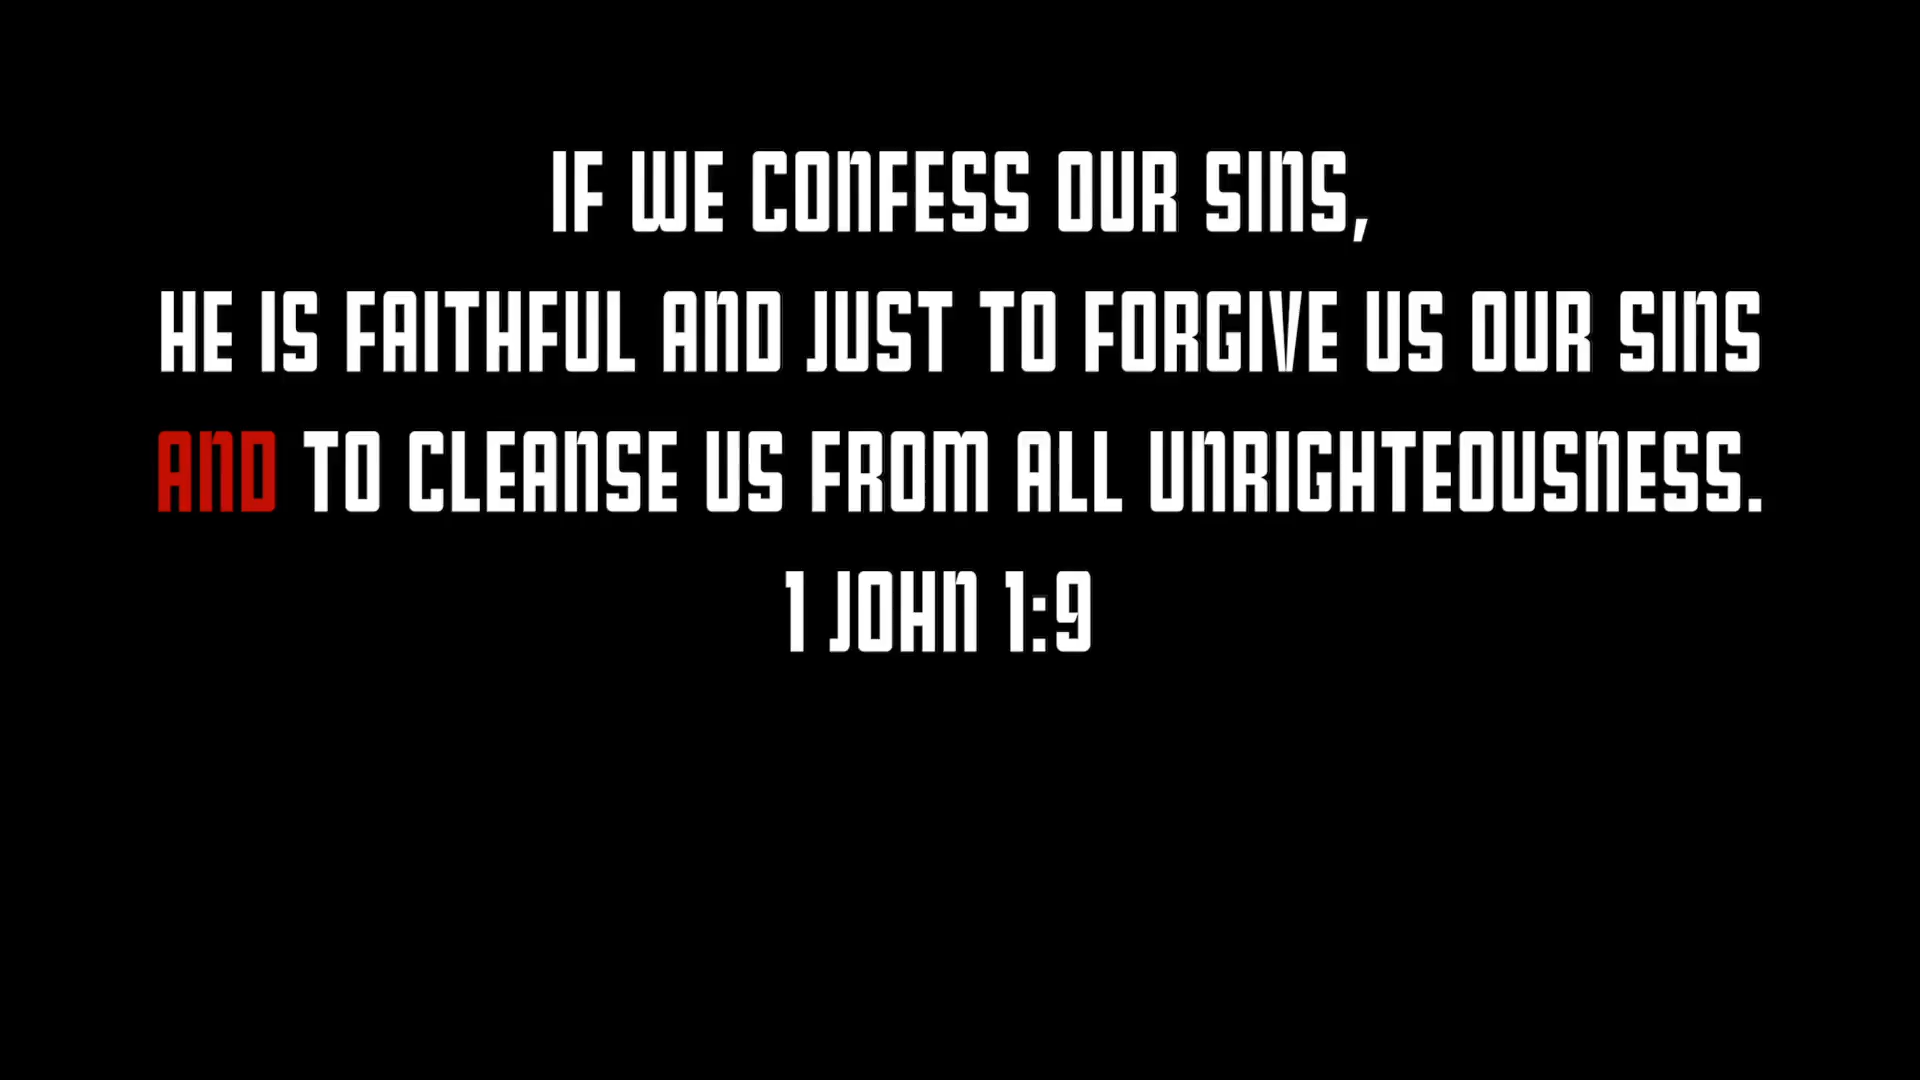 IF WE CONFESS OUR SINS,
HE IS FAITHFUL AND JUST TO FORGIVE US OUR SINS
AND TO CLEANSE US FROM ALL UNRIGHTEOUSNESS.
1 JOHN 1:9